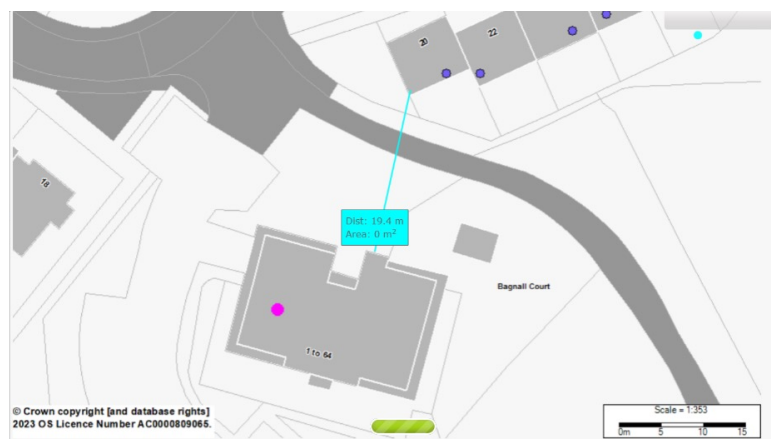 20
22
18
Dist: 19.4 m
Area: 0 m²
Bagnall Court
1 to 64
© Crown copyright [and database rights]
2023 OS Licence Number AC0000809065.
Scale = 1:353
0m 5 10 15